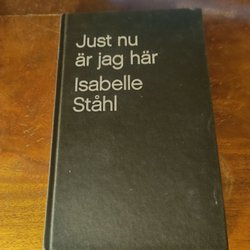 Just nu
är jag här
Isabelle
Ståhl